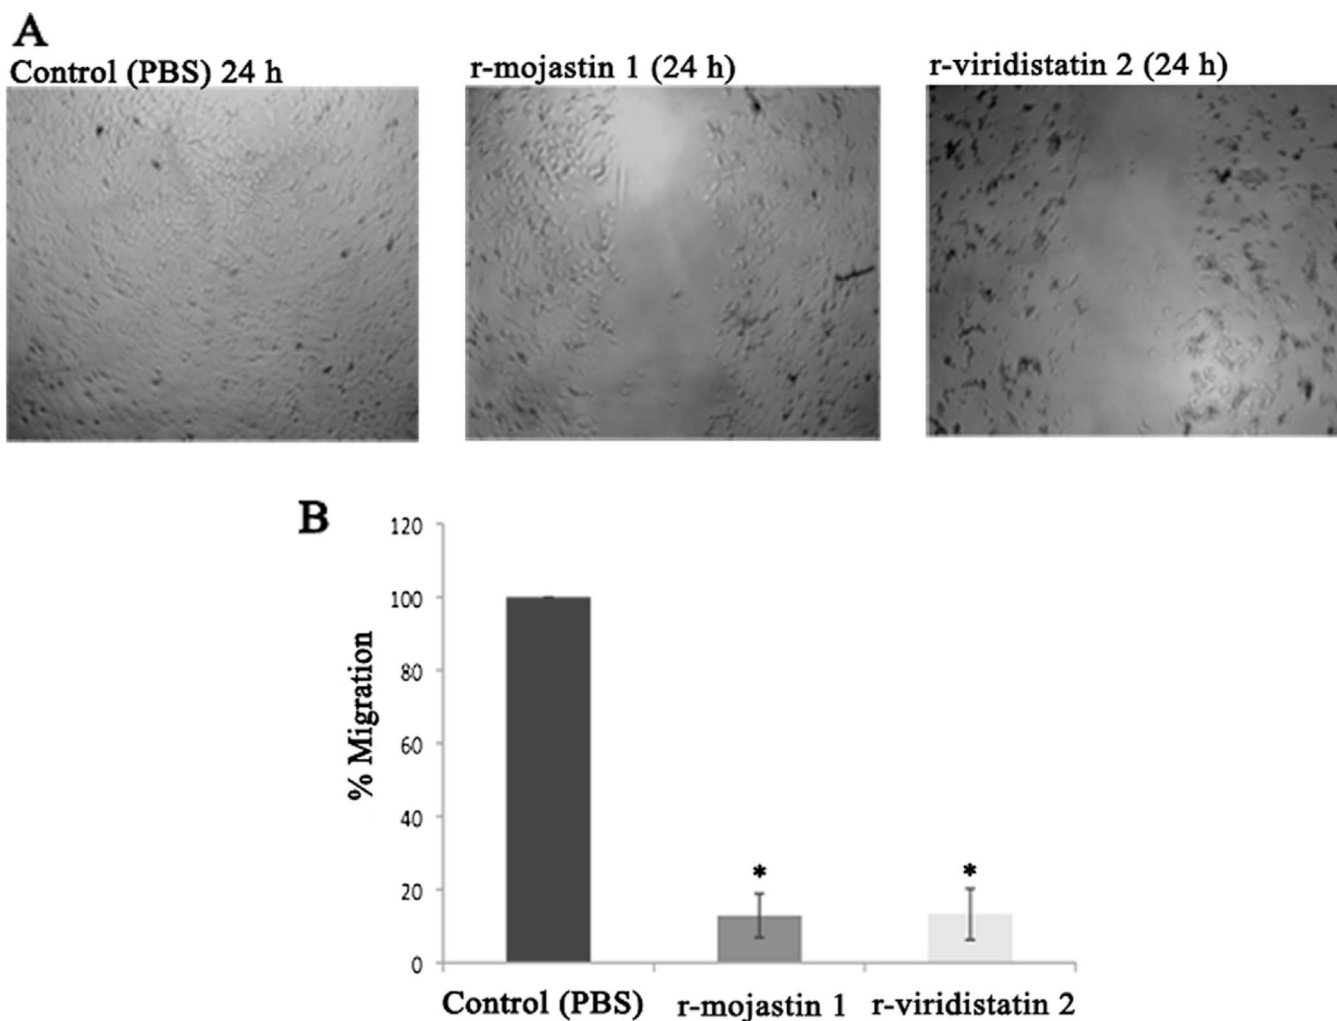 A
Control (PBS) 24 h
r-mojastin 1 (24 h)
r-viridistatin 2 (24 h)
B
120
100
80
60
40
20
0
% Migration
*
*
Control (PBS)
r-mojastin 1
r-viridistatin 2